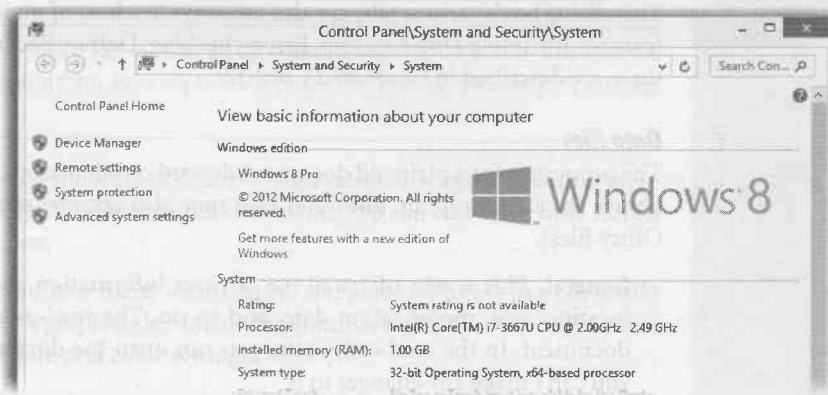 Control Panel\System and Security\System
Control Panel ▸ System and Security ▸ System
Search Con...
Control Panel Home
Device Manager
Remote settings
System protection
Advanced system settings
View basic information about your computer
Windows edition
Windows 8 Pro
© 2012 Microsoft Corporation. All rights
reserved.
Get more features with a new edition of
Windows
Windows 8
System
Rating: System rating is not available
Processor: Intel(R) Core(TM) i7-3667U CPU @ 2.00GHz 2.49 GHz
Installed memory (RAM): 1.00 GB
System type: 32-bit Operating System, x64-based processor